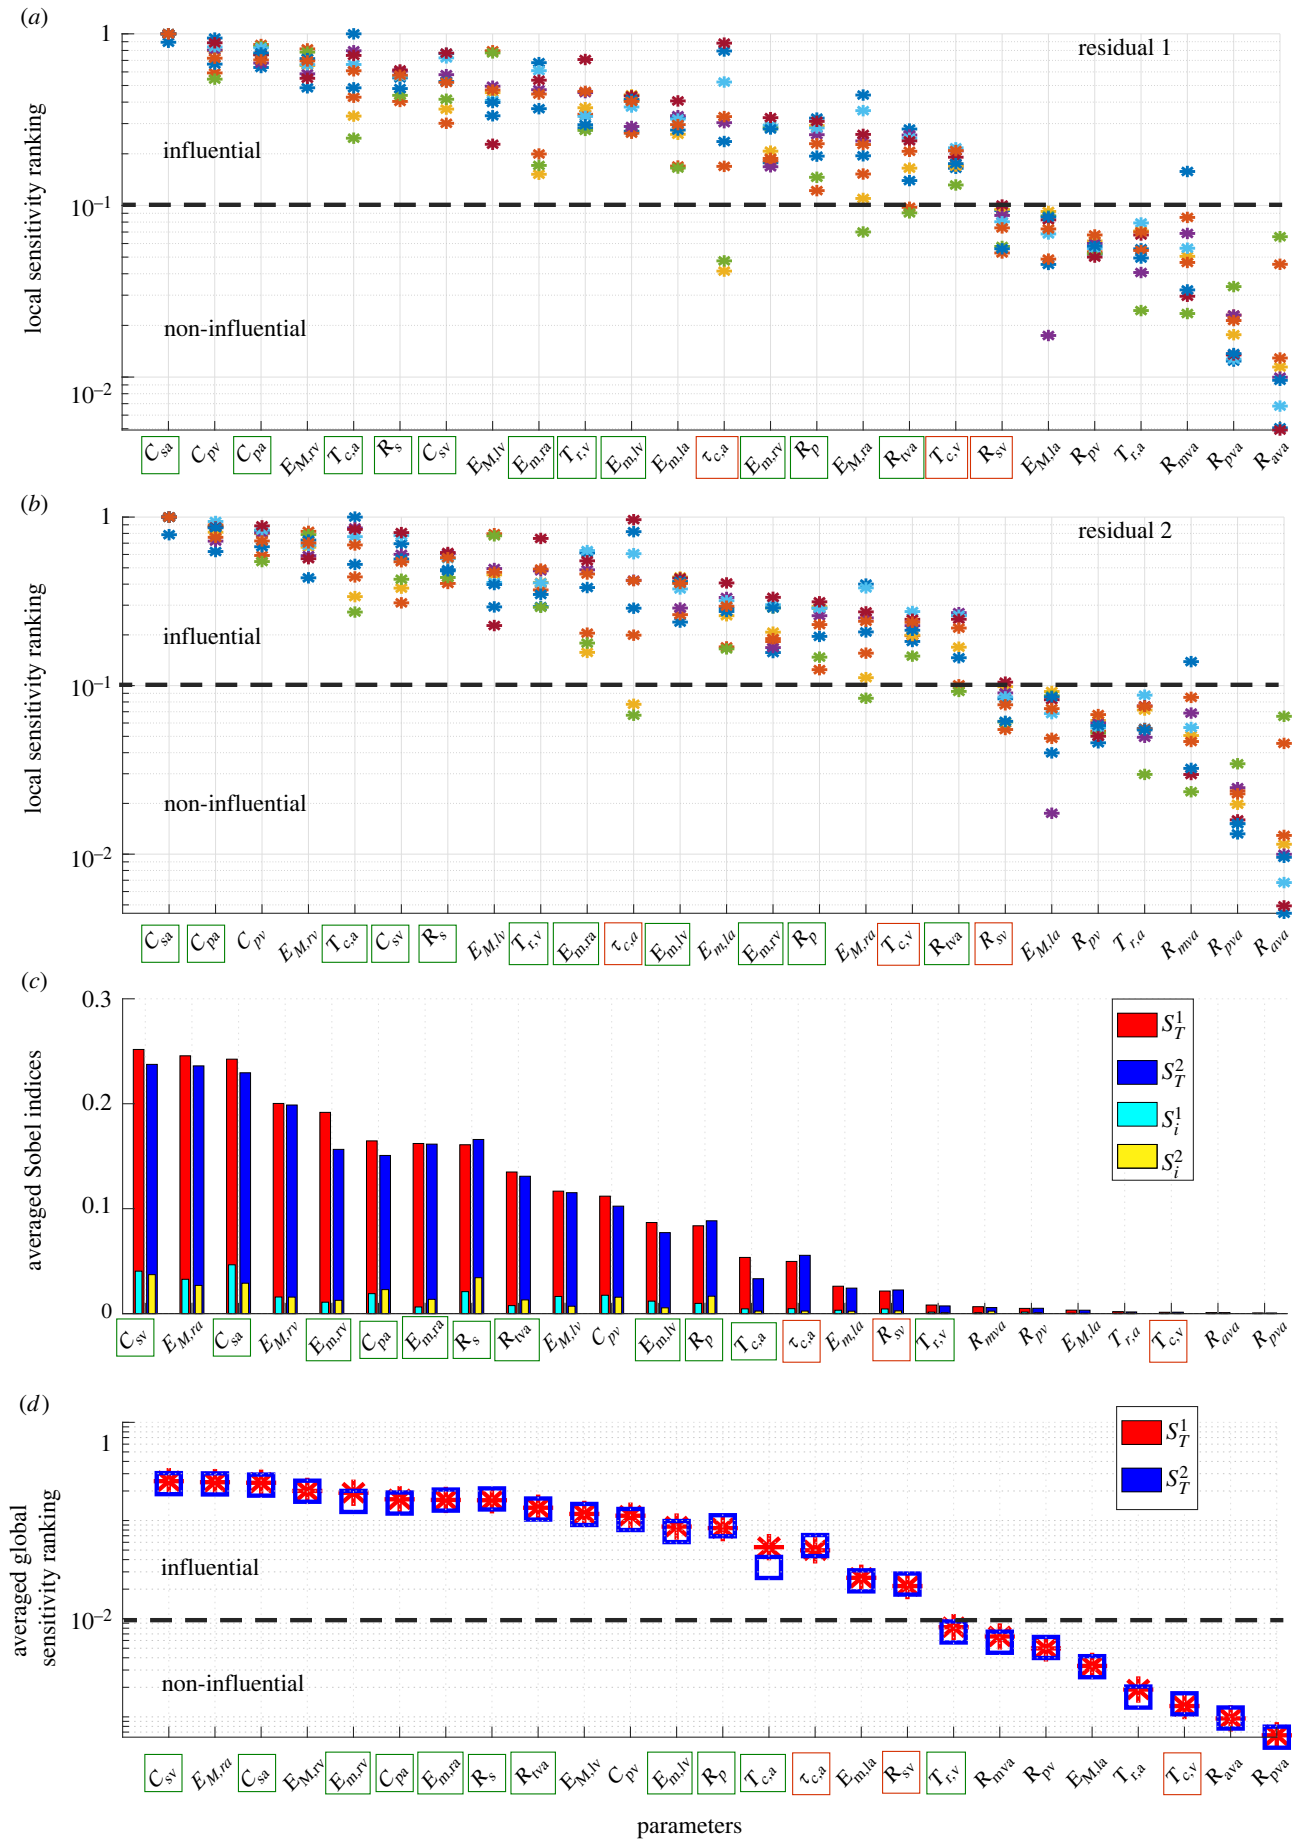 (a)
residual 1
1
influential
10⁻¹
non-influential
10⁻²
local sensitivity ranking
C_sa C_pv C_pa E_M,rv T_c,a R_s C_sv E_M,lv E_m,ra T_r,v E_m,lv E_m,la τ_c,a E_m,rv R_p E_M,ra R_tva T_c,v R_sv E_M,la R_pv T_r,a R_mva R_pva R_ava
(b)
residual 2
1
influential
10⁻¹
non-influential
10⁻²
local sensitivity ranking
C_sa C_pa C_pv E_M,rv T_c,a C_sv R_s E_M,lv T_r,v E_m,ra τ_c,a E_m,lv E_m,la E_m,rv R_p E_M,ra T_c,v R_tva R_sv E_M,la R_pv T_r,a R_mva R_pva R_ava
(c)
0.3
0.2
0.1
0
averaged Sobel indices
S_T^1
S_T^2
S_i^1
S_i^2
C_sv E_M,ra C_sa E_M,rv E_m,rv C_pa E_m,ra R_s R_tva E_M,lv C_pv E_m,lv R_p T_c,a τ_c,a E_m,la R_sv T_r,v R_mva R_pv E_M,la T_r,a T_c,v R_ava R_pva
(d)
1
influential
10⁻²
non-influential
averaged global
sensitivity ranking
S_T^1
S_T^2
C_sv E_M,ra C_sa E_M,rv E_m,rv C_pa E_m,ra R_s R_tva E_M,lv C_pv E_m,lv R_p T_c,a τ_c,a E_m,la R_sv T_r,v R_mva R_pv E_M,la T_r,a T_c,v R_ava R_pva
parameters